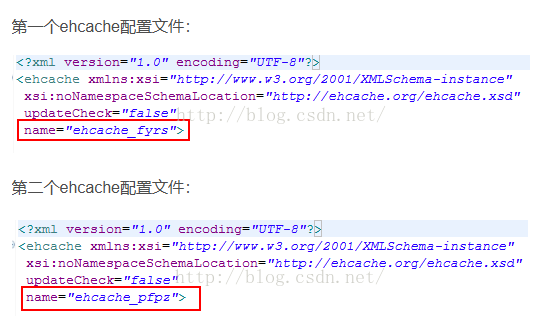 第一个ehcache配置文件:
<?xml version="1.0" encoding="UTF-8"?>
<ehcache xmlns:xsi="http://www.w3.org/2001/XMLSchema-instance"
xsi:noNamespaceSchemaLocation="http://ehcache.org/ehcache.xsd"
updateCheck="false"
http://blog.csdn.net/
name="ehcache_fyrs">
第二个ehcache配置文件:
<?xml version="1.0" encoding="UTF-8"?>
<ehcache xmlns:xsi="http://www.w3.org/2001/XMLSchema-instance"
xsi:noNamespaceSchemaLocation="http://ehcache.org/ehcache.xsd"
updateCheck="false"
http://blog.csdn.net/
name="ehcache_pfpz">